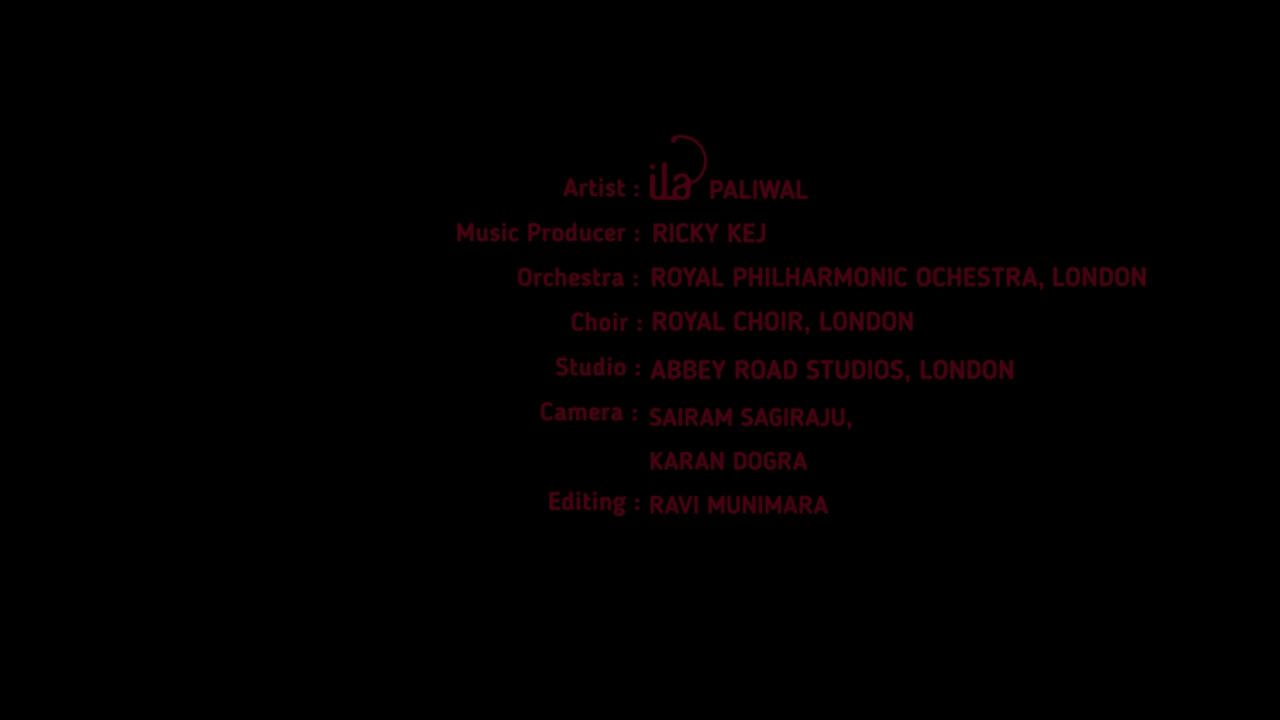 Artist : ila PALIWAL
Music Producer : RICKY KEJ
Orchestra : ROYAL PHILHARMONIC OCHESTRA, LONDON
Choir : ROYAL CHOIR, LONDON
Studio : ABBEY ROAD STUDIOS, LONDON
Camera : SAIRAM SAGIRAJU,
KARAN DOGRA
Editing : RAVI MUNIMARA